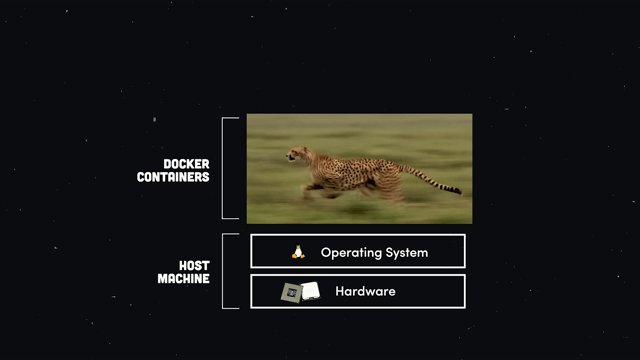 DOCKER
CONTAINERS
HOST
MACHINE
Operating System
Hardware